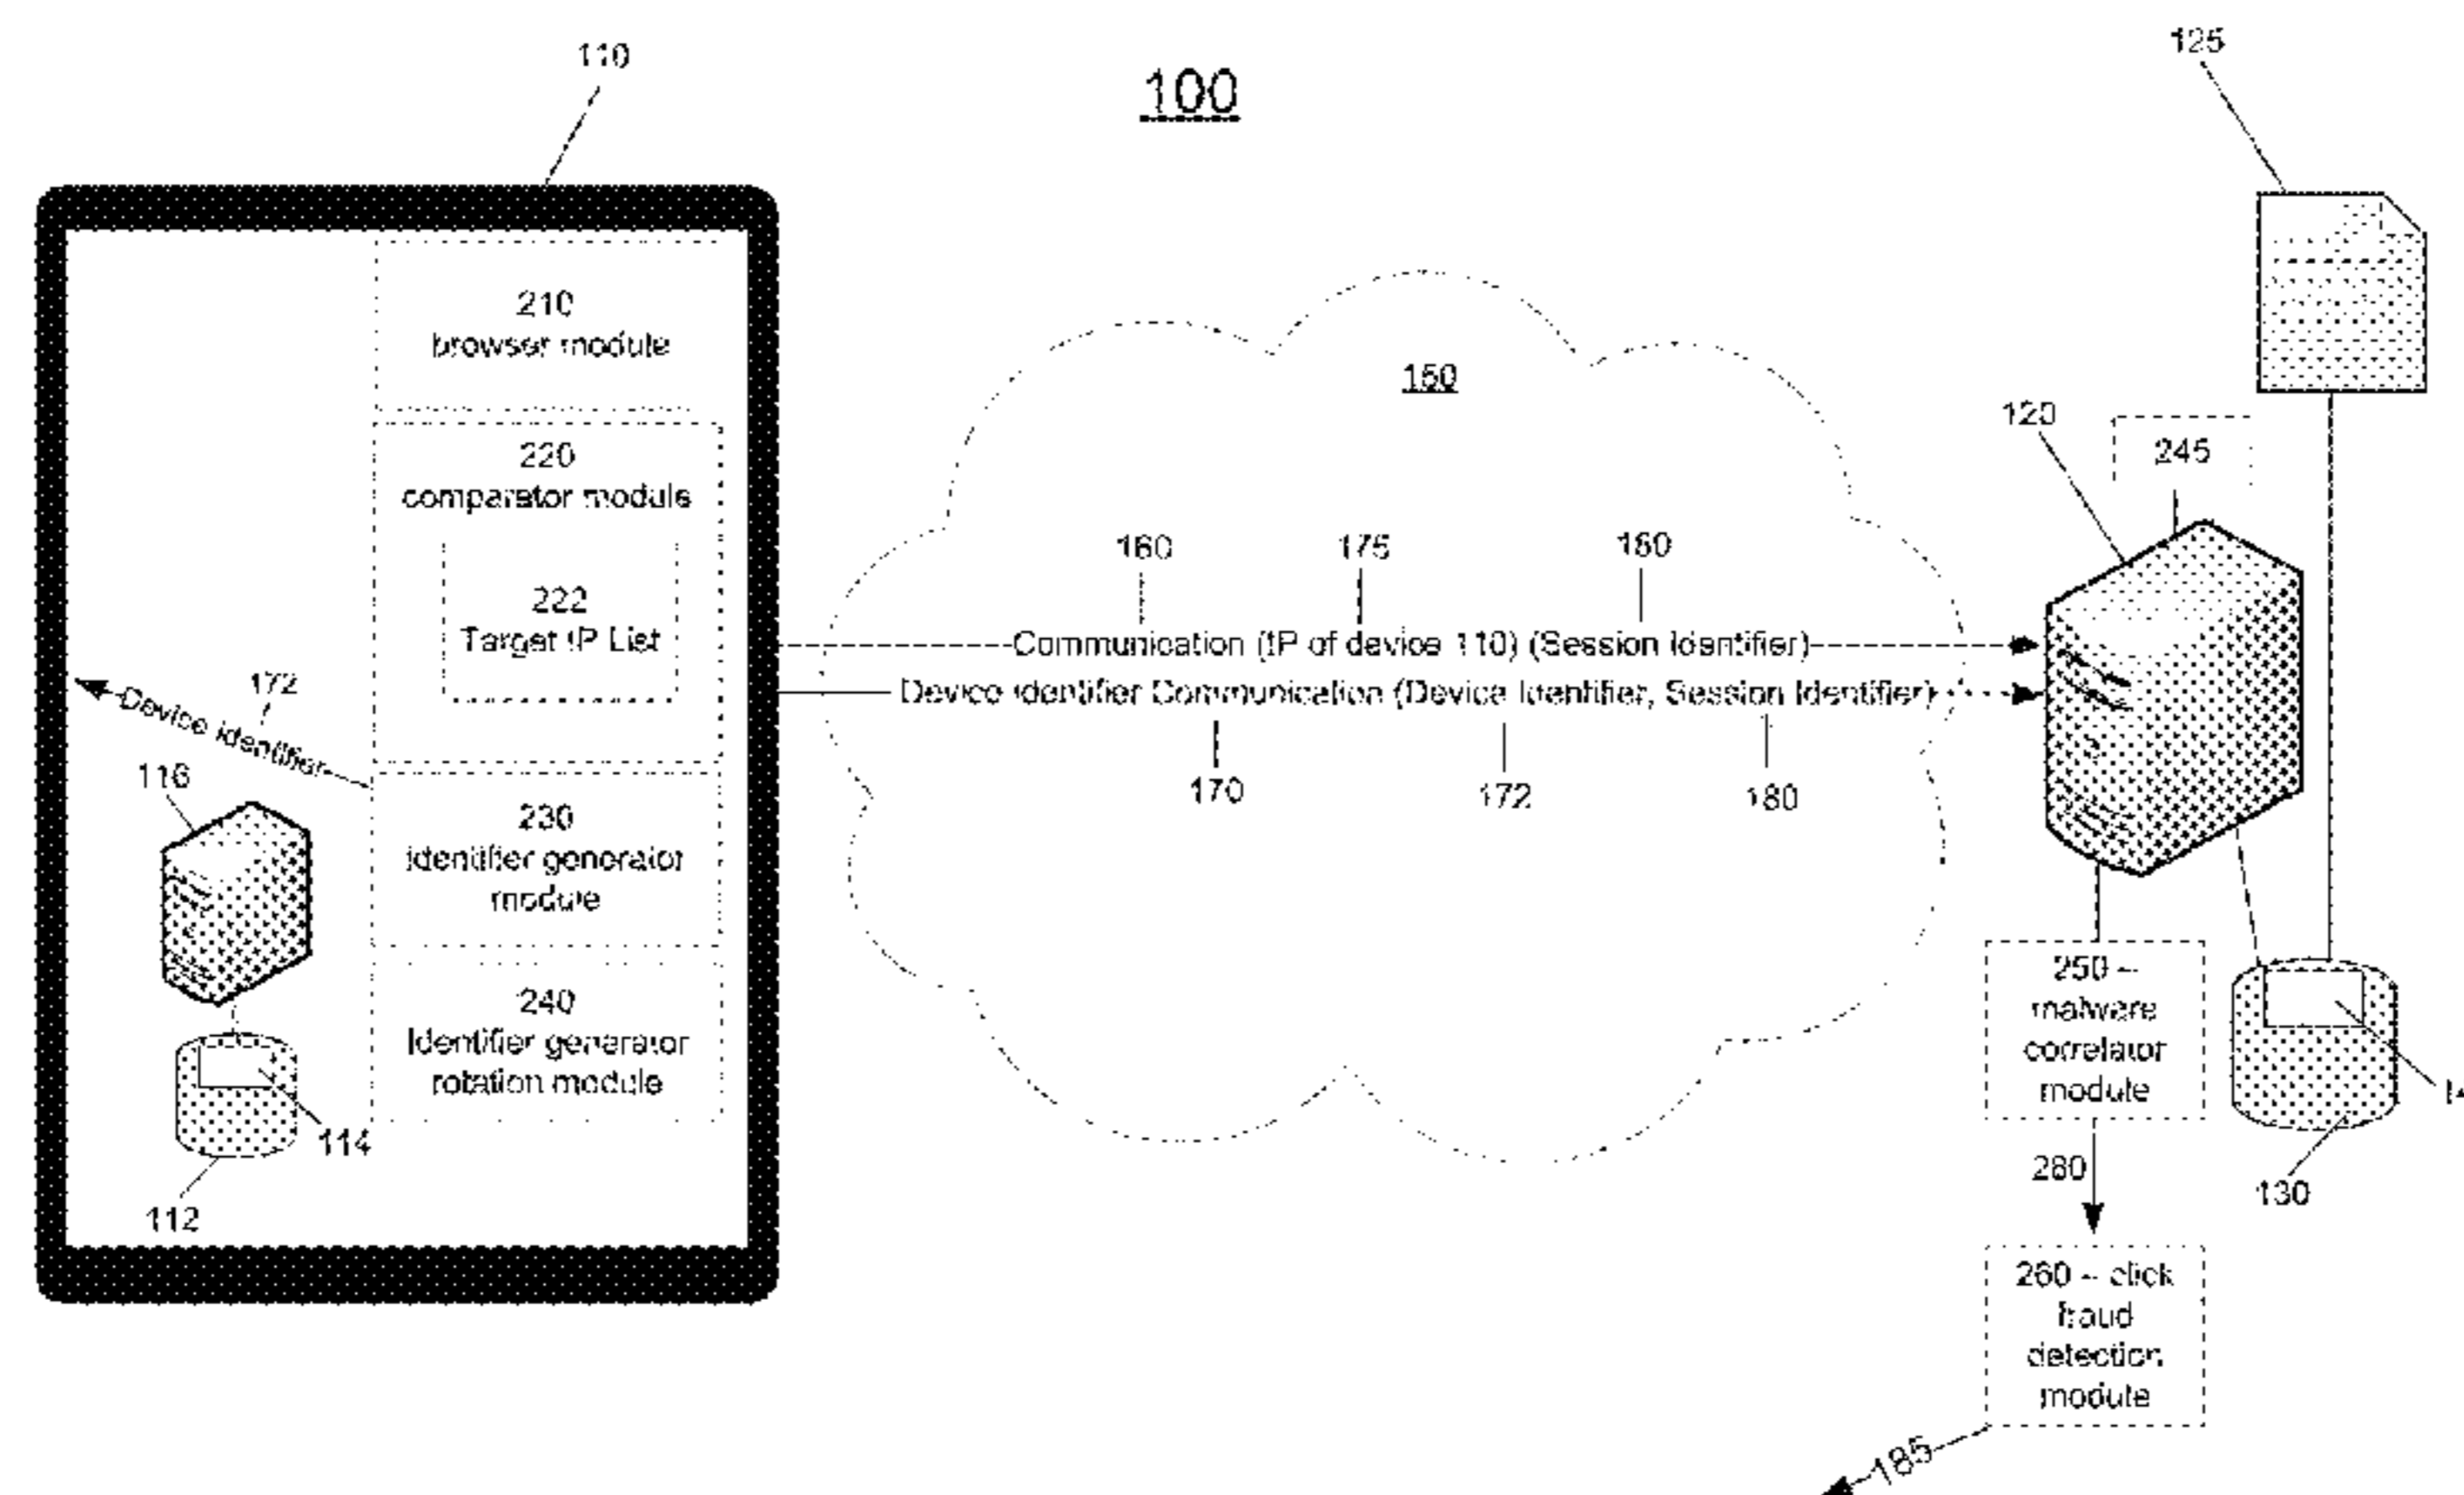 110
100
125
210
browser module
220
comparator module
222
Target IP List
172
Device identifier
116
230
identifier generator
module
240
Identifier generator
rotation module
114
112
150
160
175
180
Communication (IP of device 110) (Session Identifier)
Device Identifier Communication (Device Identifier, Session Identifier)
170
172
180
120
245
250 --
malware
correlator
module
280
130
260 -- click
fraud
detection
module
185